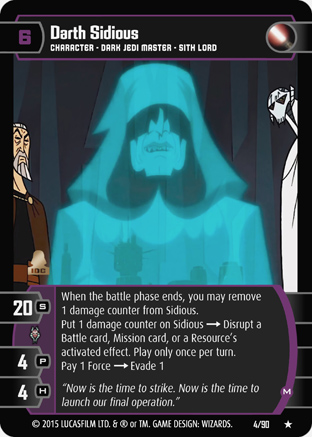 6
Darth Sidious
CHARACTER - DARK JEDI MASTER - SITH LORD
20 S
4 P
4 H
When the battle phase ends, you may remove
1 damage counter from Sidious.
Put 1 damage counter on Sidious → Disrupt a
Battle card, Mission card, or a Resource's
activated effect. Play only once per turn.
Pay 1 Force → Evade 1
“Now is the time to strike. Now is the time to
launch our final operation.”
M
© 2015 LUCASFILM LTD. & ® or TM. GAME DESIGN: WIZARDS.
4/90 ★